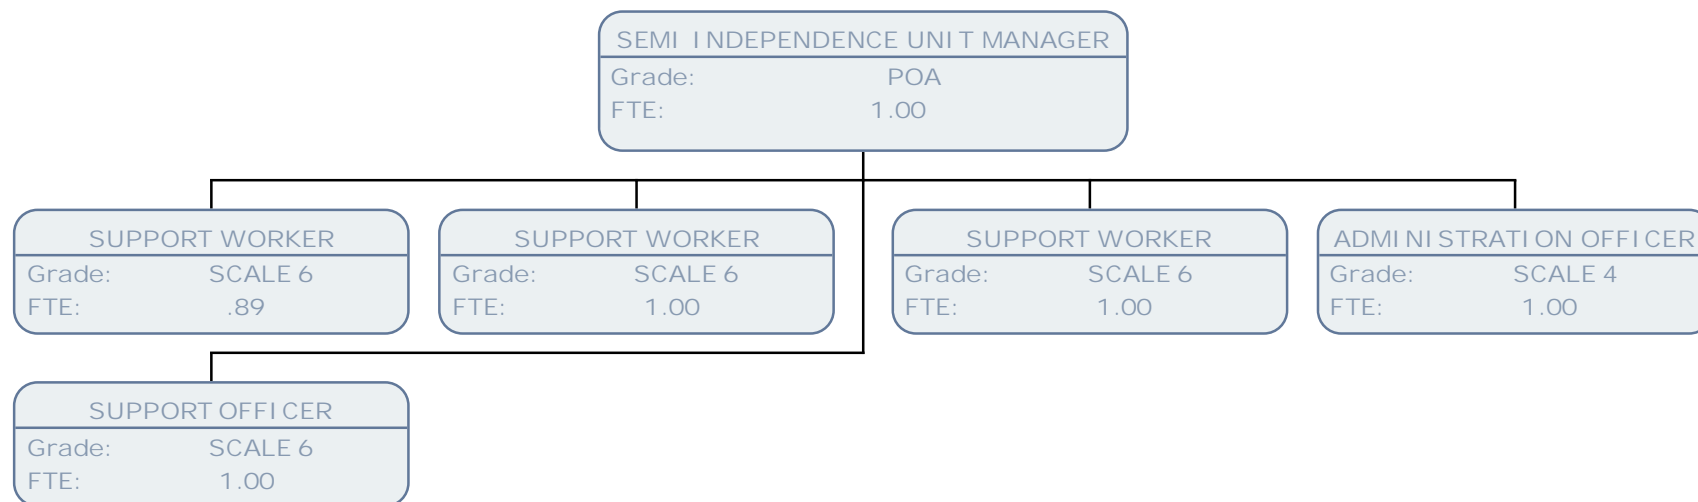 SEMI INDEPENDENCE UNIT MANAGER
Grade: POA
FTE: 1.00
SUPPORT WORKER
Grade: SCALE 6
FTE: .89
SUPPORT WORKER
Grade: SCALE 6
FTE: 1.00
SUPPORT WORKER
Grade: SCALE 6
FTE: 1.00
ADMINISTRATION OFFICER
Grade: SCALE 4
FTE: 1.00
SUPPORT OFFICER
Grade: SCALE 6
FTE: 1.00